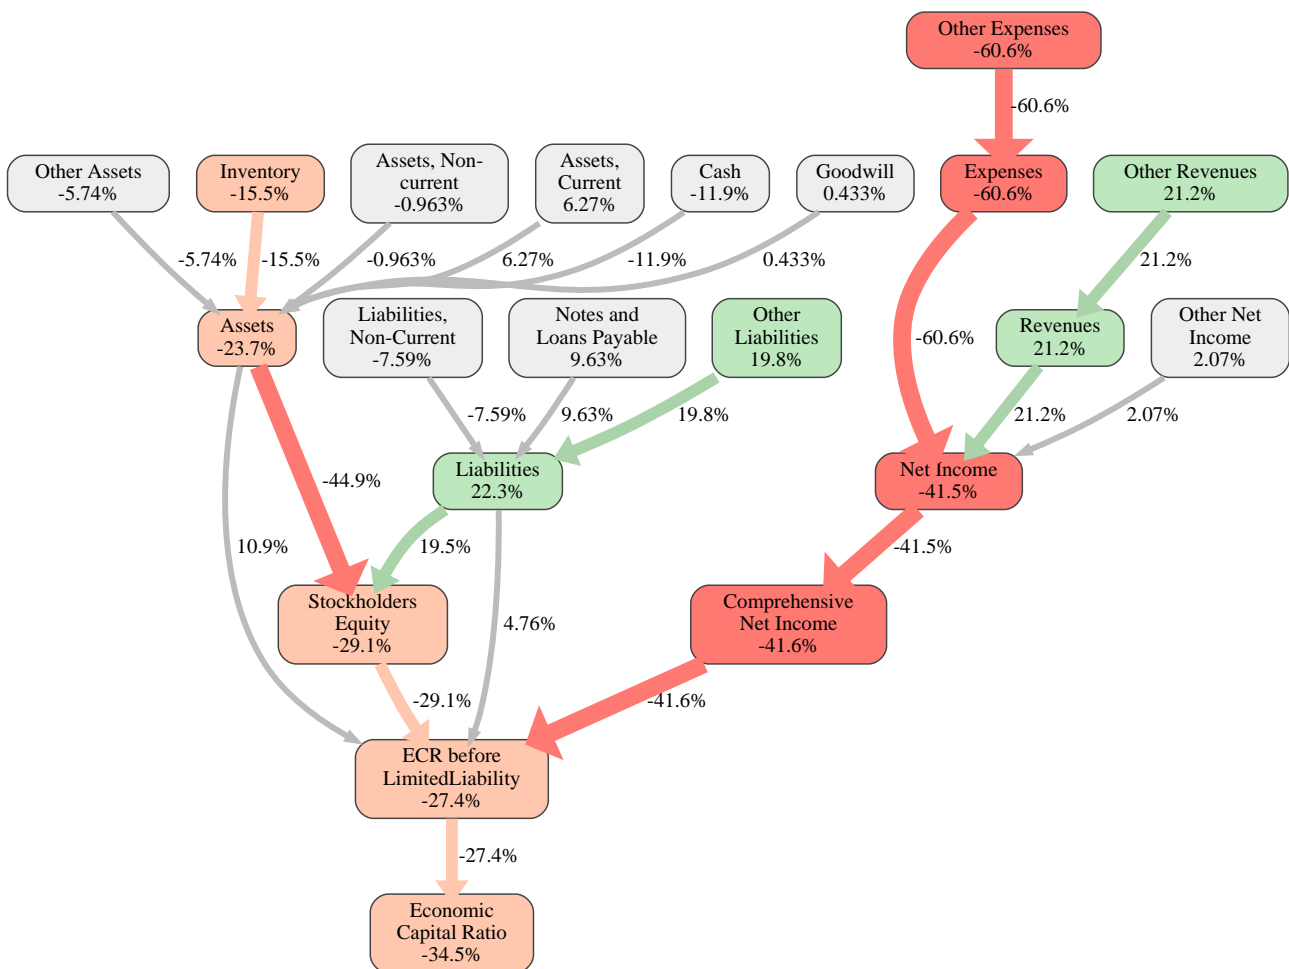 Other Expenses
-60.6%
-60.6%
Other Assets
-5.74%
Inventory
-15.5%
Assets, Non-
current
-0.963%
Assets,
Current
6.27%
Cash
-11.9%
Goodwill
0.433%
Expenses
-60.6%
Other Revenues
21.2%
-5.74%
-15.5%
-0.963%
6.27%
-11.9%
0.433%
21.2%
Assets
-23.7%
Liabilities,
Non-Current
-7.59%
Notes and
Loans Payable
9.63%
Other
Liabilities
19.8%
-60.6%
Revenues
21.2%
Other Net
Income
2.07%
-7.59%
9.63%
19.8%
21.2%
2.07%
-44.9%
Liabilities
22.3%
Net Income
-41.5%
10.9%
19.5%
-41.5%
Stockholders
Equity
-29.1%
4.76%
Comprehensive
Net Income
-41.6%
-29.1%
-41.6%
ECR before
LimitedLiability
-27.4%
-27.4%
Economic
Capital Ratio
-34.5%